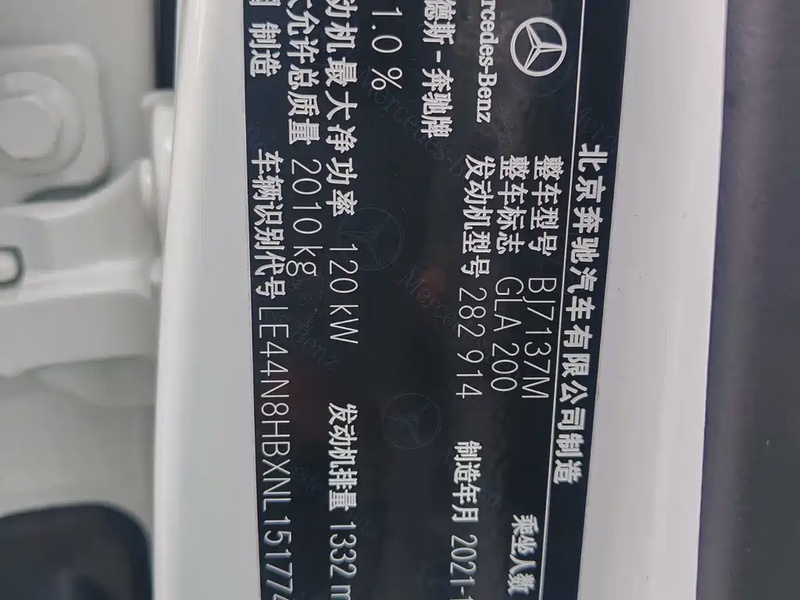 北京奔驰汽车有限公司制造
整车型号 BJ7137M 乘坐人数
整车标志 GLA 200
发动机型号 282 914 制造年月 2021-1
Mercedes-Benz
德斯-奔驰牌
1.0 %
动机最大净功率 120 kW 发动机排量 1332 m
大允许总质量 2010 kg
制造 车辆识别代号 LE44N8HBXNL151774